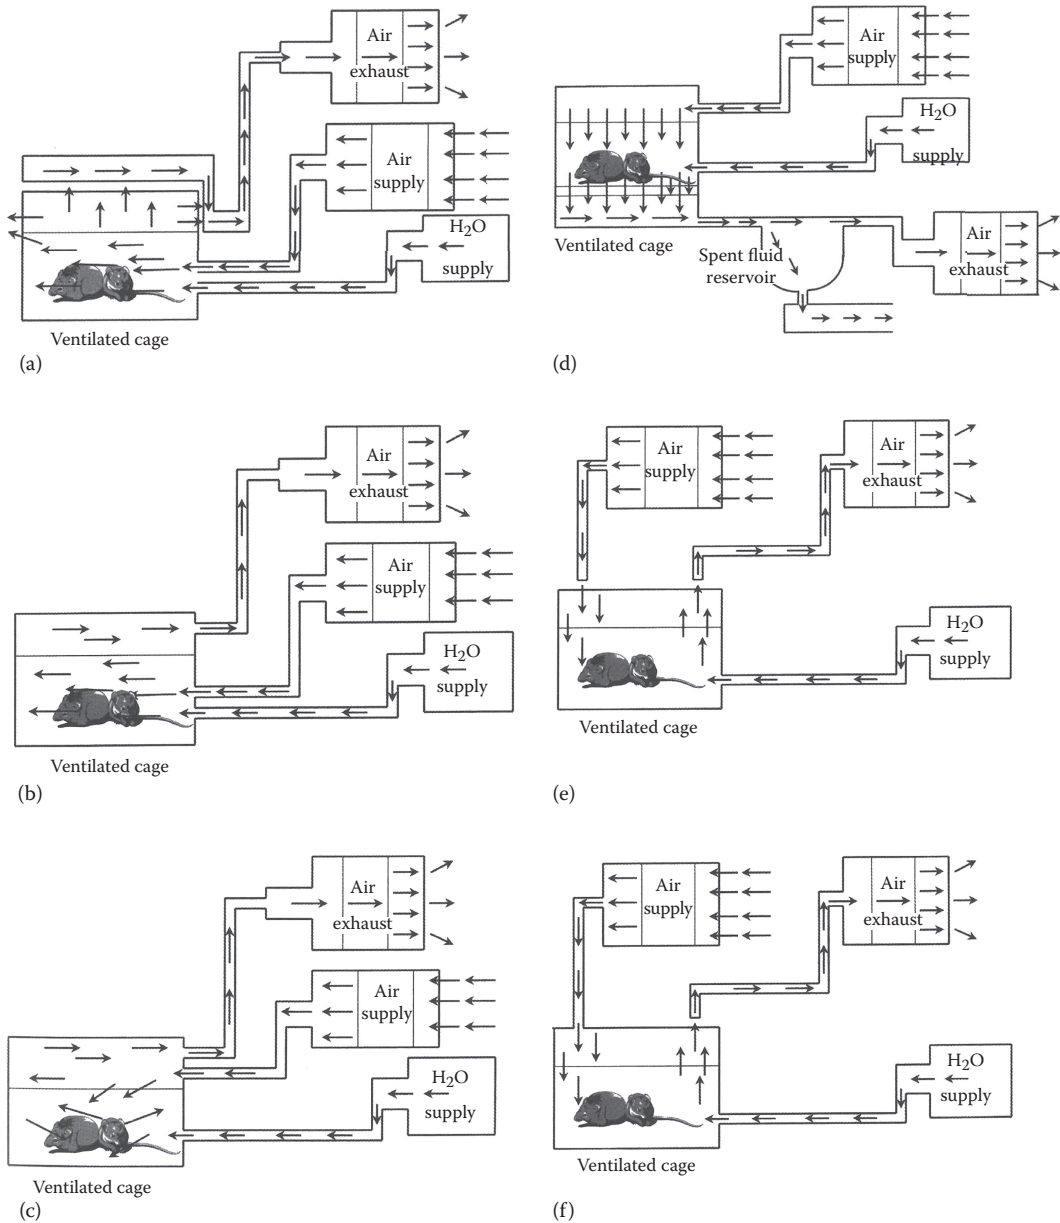 Air
exhaust
Air
supply
H2O
supply
Ventilated cage
(a)
Air
exhaust
Air
supply
H2O
supply
Ventilated cage
(b)
Air
exhaust
Air
supply
H2O
supply
Ventilated cage
(c)
Air
supply
H2O
supply
Ventilated cage
Spent fluid
reservoir
Air
exhaust
(d)
Air
supply
Air
exhaust
H2O
supply
Ventilated cage
(e)
Air
supply
Air
exhaust
H2O
supply
Ventilated cage
(f)